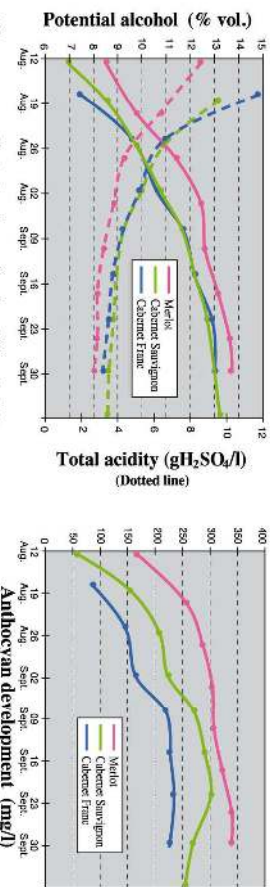 Potential alcohol (% vol.)
6 7 8 9 10 11 12 13 14 15
Aug. 12
Aug. 19
Aug. 26
Sept. 02
Sept. 09
Sept. 16
Sept. 23
Sept. 30
Merlot
Cabernet Sauvignon
Cabernet Franc
0 2 4 6 8 10 12
Total acidity (gH₂SO₄/l)
(Dotted line)
0 50 100 150 200 250 300 350 400
Aug. 12
Aug. 19
Aug. 26
Sept. 02
Sept. 09
Sept. 16
Sept. 23
Sept. 30
Merlot
Cabernet Sauvignon
Cabernet Franc
Anthocyan development (mg/l)